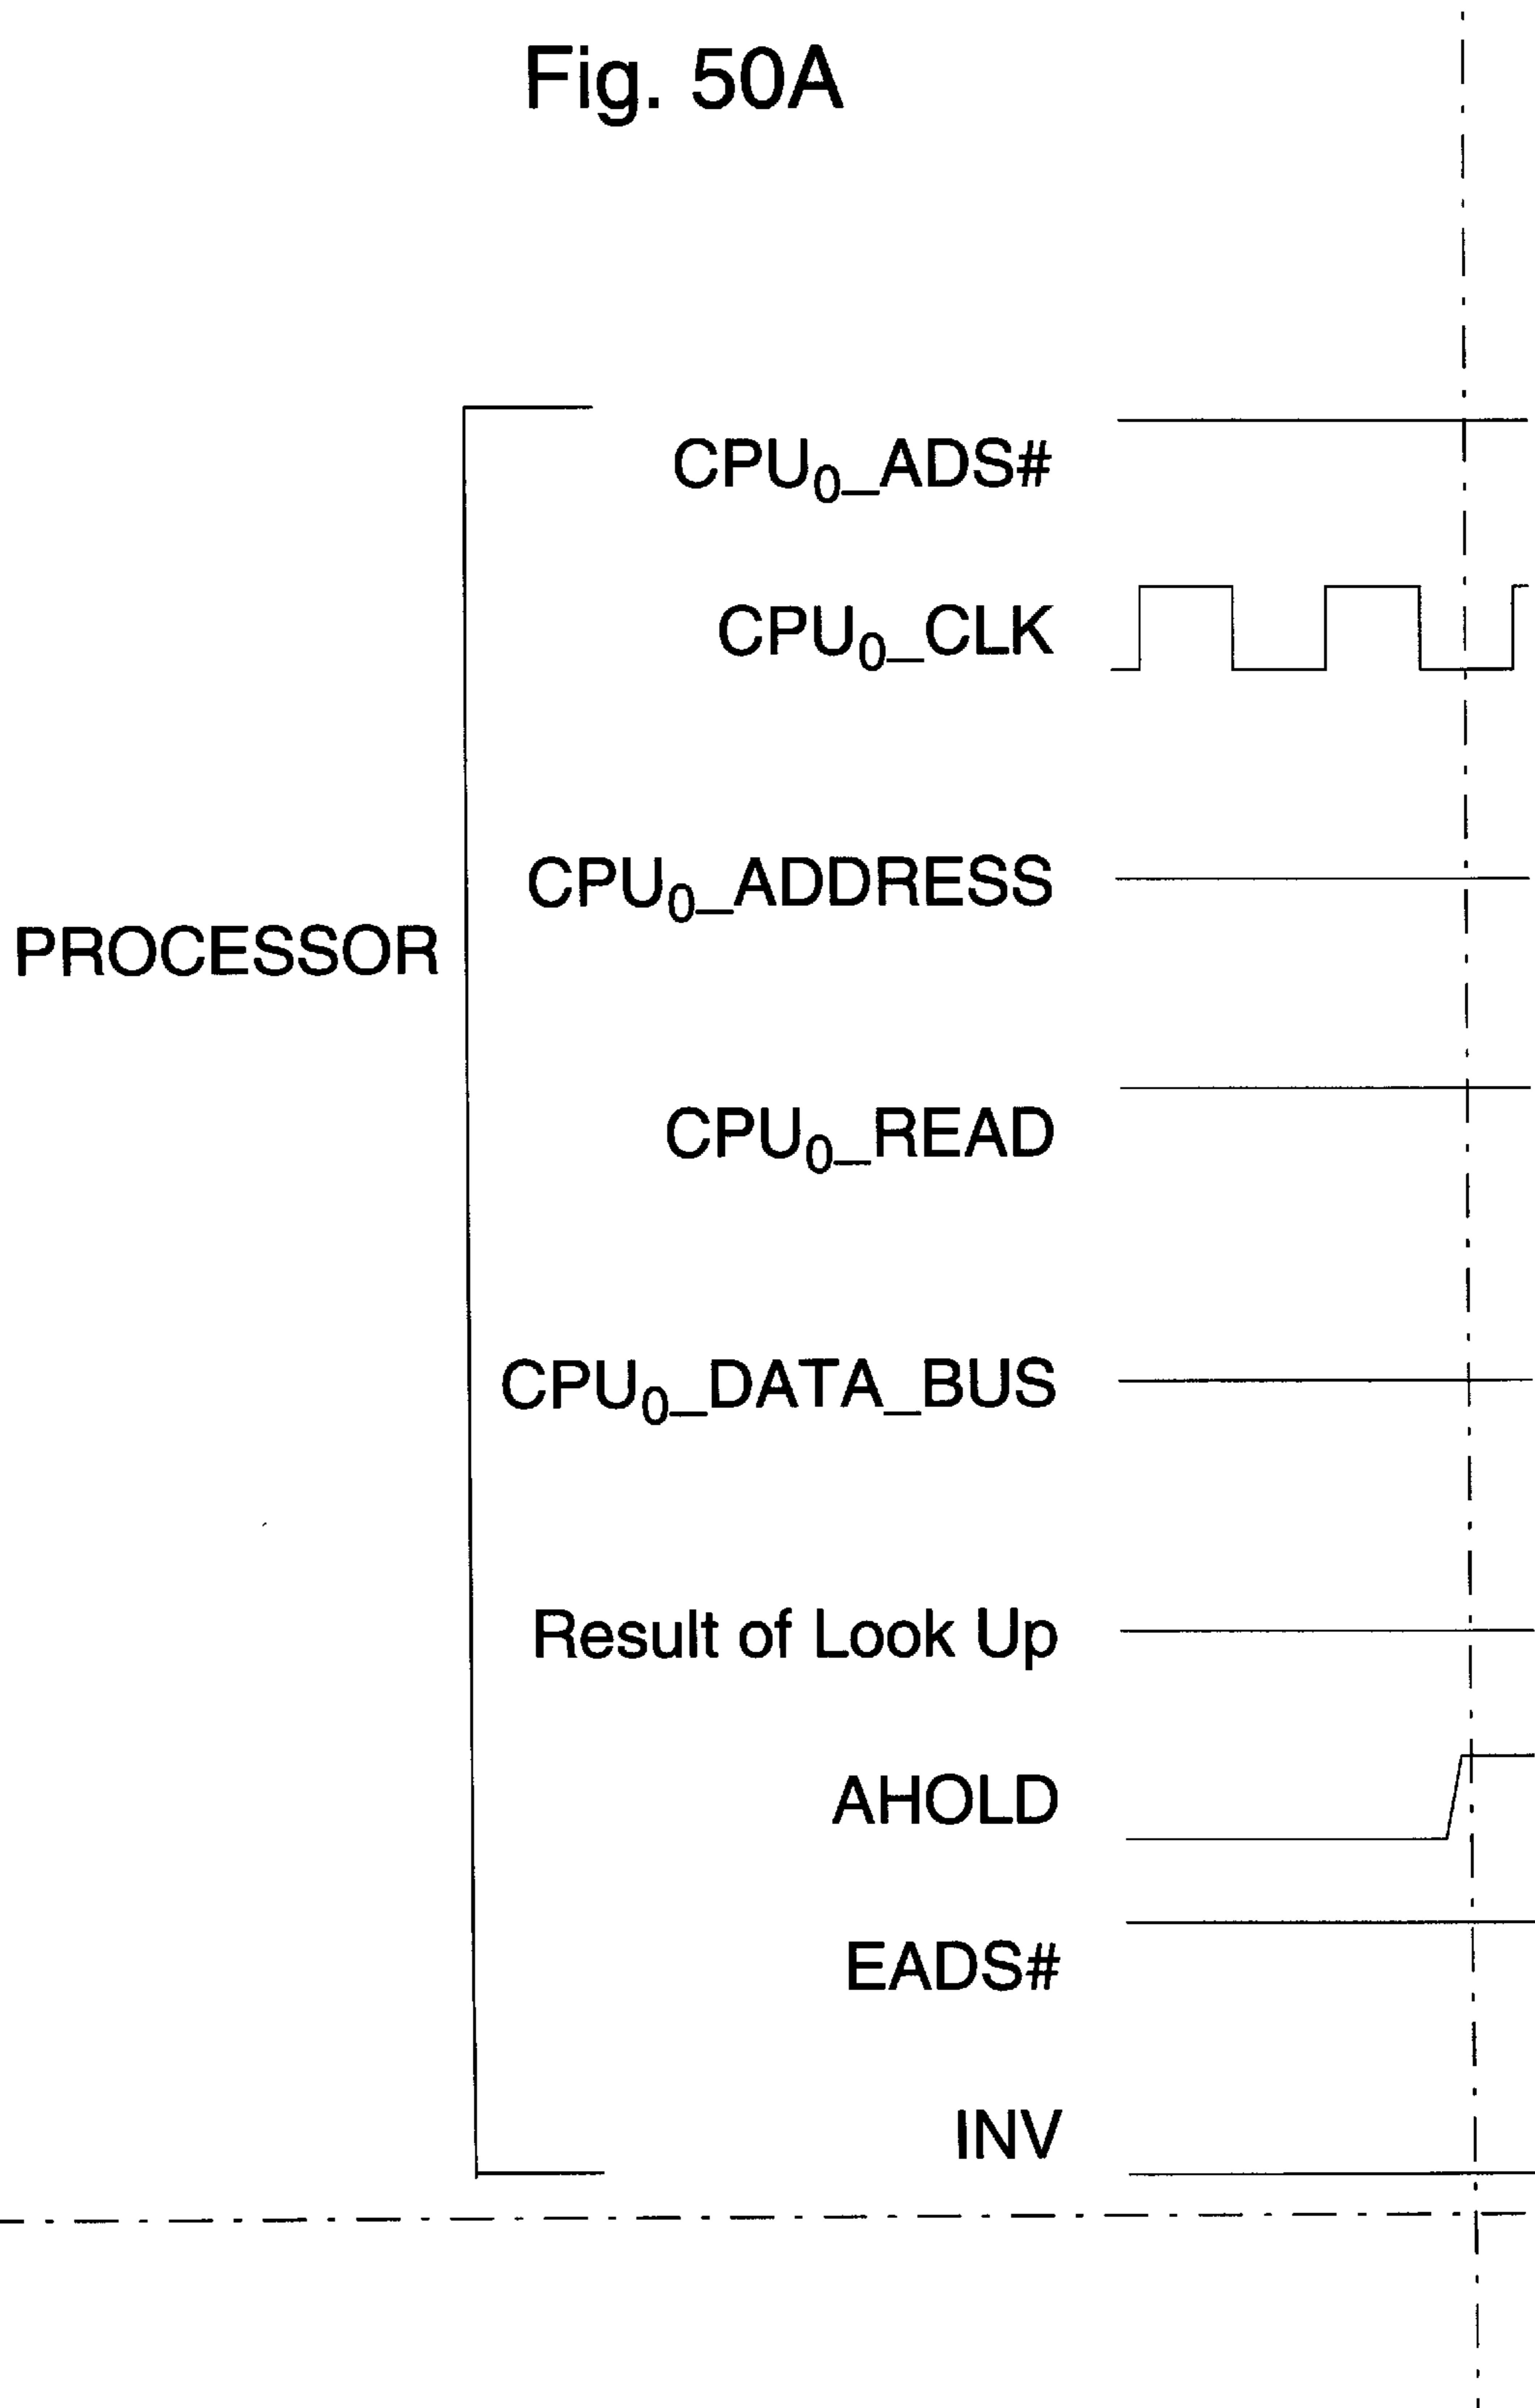 Fig. 50A
CPU₀_ADS#
CPU₀_CLK
CPU₀_ADDRESS
PROCESSOR
CPU₀_READ
CPU₀_DATA_BUS
Result of Look Up
AHOLD
EADS#
INV